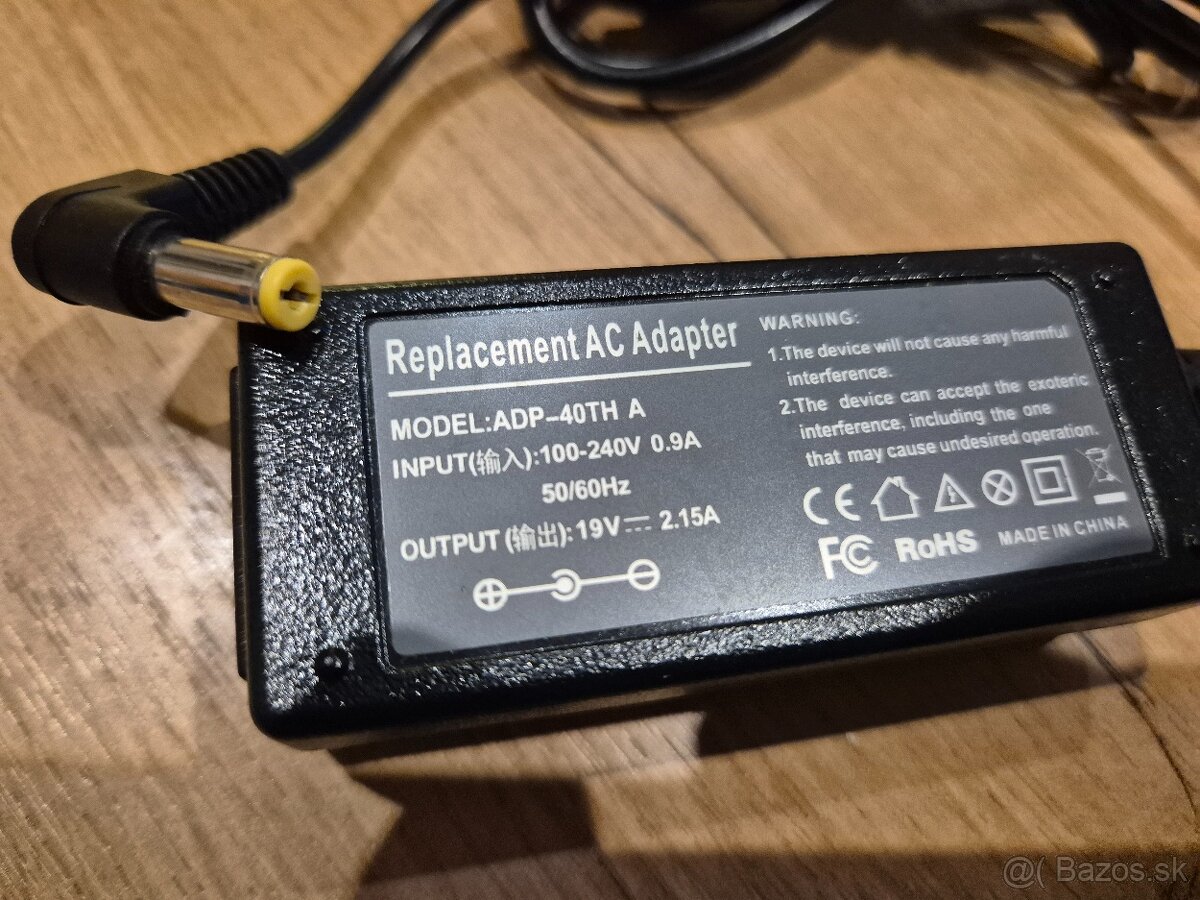 Replacement AC Adapter
MODEL:ADP-40TH A
INPUT(输入):100-240V 0.9A
50/60Hz
OUTPUT(输出):19V⎓2.15A
WARNING:
1.The device will not cause any harmful
interference.
2.The device can accept the exoteric
interference, including the one
that may cause undesired operation.
CE
FC RoHS MADE IN CHINA
@( Bazos.sk